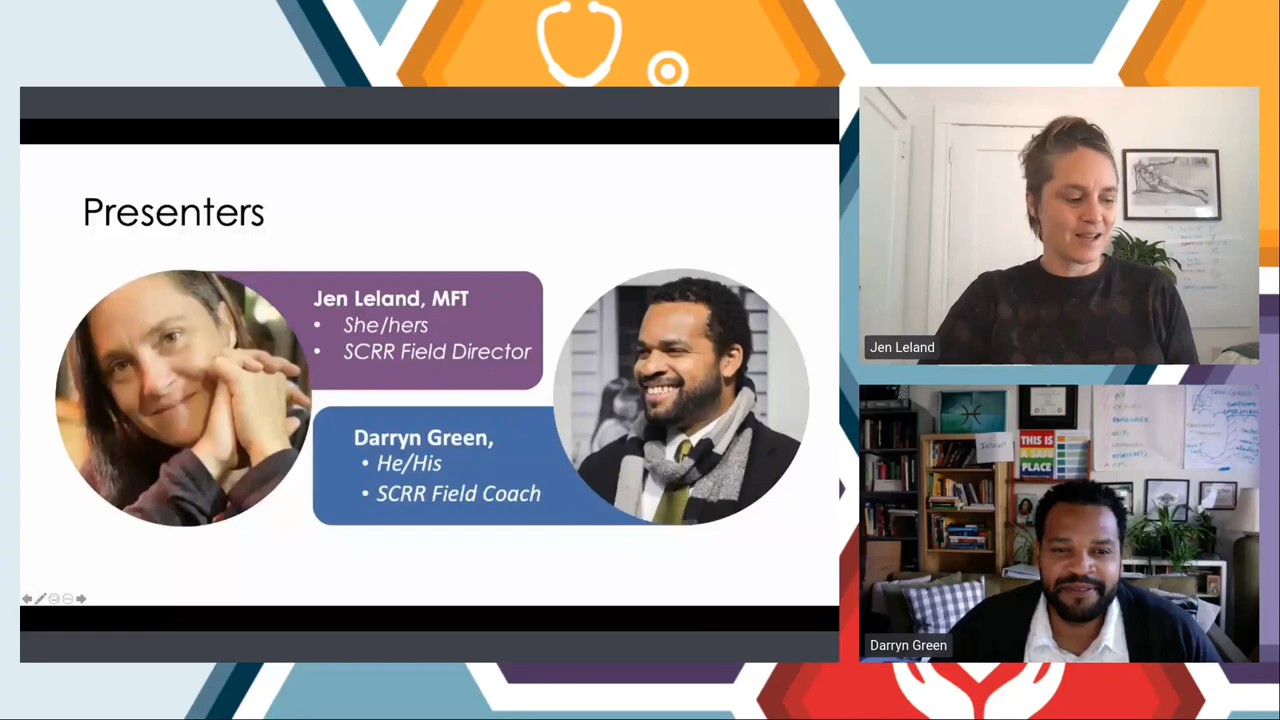 Presenters
Jen Leland, MFT
• She/hers
• SCRR Field Director
Darryn Green,
• He/His
• SCRR Field Coach
Jen Leland
THIS IS
A SAFE
PLACE
Darryn Green